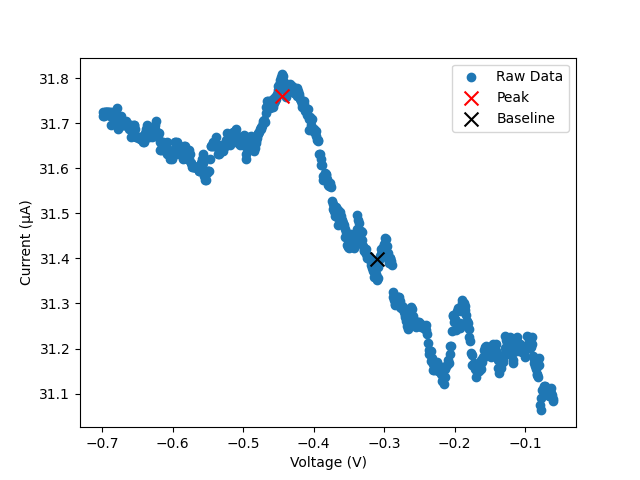 Raw Data
Peak
Baseline
31.8
31.7
31.6
31.5
31.4
31.3
31.2
31.1
Current (μA)
−0.7 −0.6 −0.5 −0.4 −0.3 −0.2 −0.1
Voltage (V)